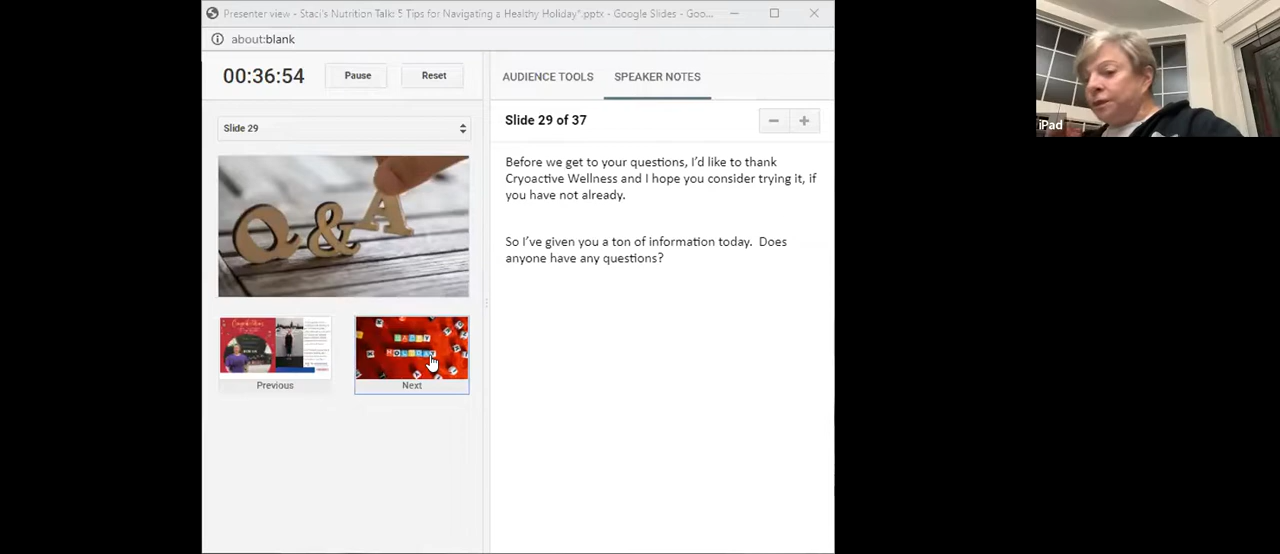 Presenter view - Staci's Nutrition Talk: 5 Tips for Navigating a Healthy Holiday".pptx - Google Slides - Goo...
about:blank
00:36:54
Pause
Reset
AUDIENCE TOOLS
SPEAKER NOTES
Slide 29
Slide 29 of 37
Before we get to your questions, I'd like to thank
Cryoactive Wellness and I hope you consider trying it, if
you have not already.
So I've given you a ton of information today. Does
anyone have any questions?
Q & A
Previous
HAPPY
HOLIDAY
Next
iPad